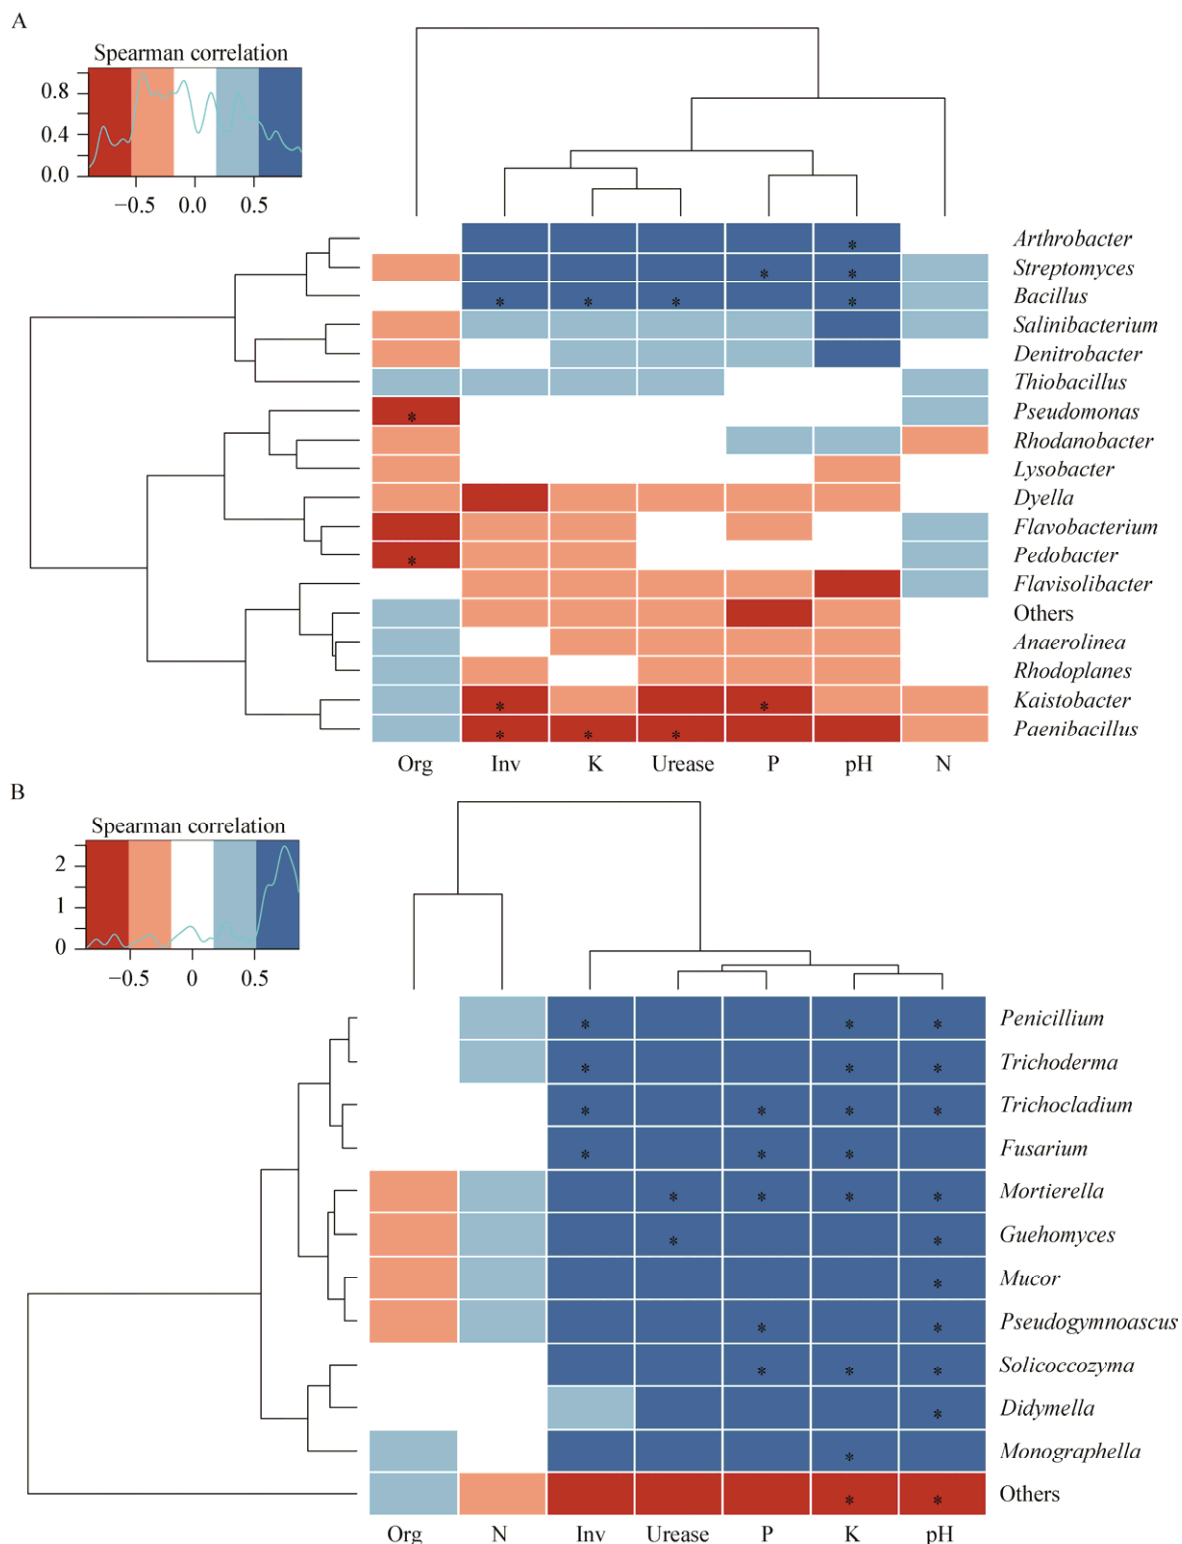 A
Spearman correlation
0.8
0.4
0.0
−0.5 0.0 0.5
* Arthrobacter
* * Streptomyces
* * * * Bacillus
Salinibacterium
Denitrobacter
Thiobacillus
* Pseudomonas
Rhodanobacter
Lysobacter
Dyella
Flavobacterium
* Pedobacter
Flavisolibacter
Others
Anaerolinea
Rhodoplanes
* * Kaistobacter
* * * Paenibacillus
Org Inv K Urease P pH N
B
Spearman correlation
2
1
0
−0.5 0 0.5
* * * Penicillium
* * * Trichoderma
* * * * Trichocladium
* * * Fusarium
* * * * Mortierella
* * Guehomyces
* Mucor
* * Pseudogymnoascus
* * * Solicoccozyma
* Didymella
* Monographella
* * Others
Org N Inv Urease P K pH